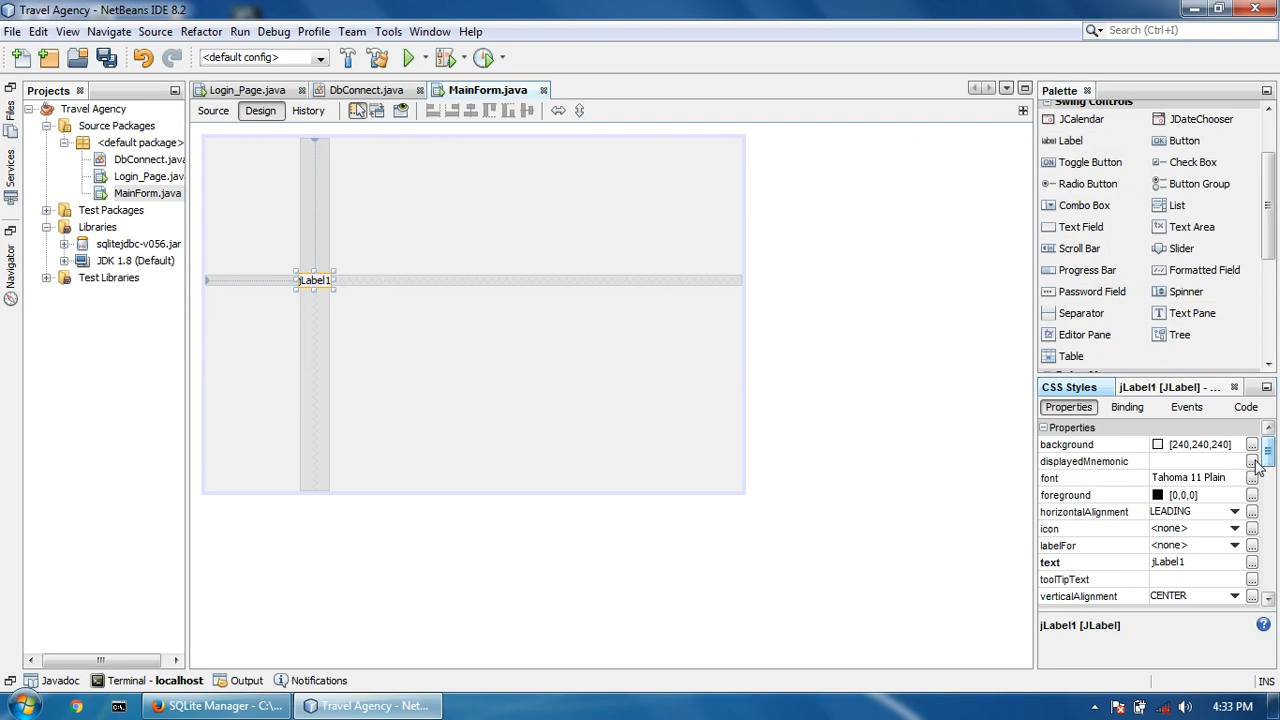 Travel Agency - NetBeans IDE 8.2
File Edit View Navigate Source Refactor Run Debug Profile Team Tools Window Help
Search (Ctrl+I)
<default config>
Projects
Login_Page.java
DbConnect.java
MainForm.java
Palette
Files
Services
Navigator
Travel Agency
Source Packages
<default package>
DbConnect.java
Login_Page.java
MainForm.java
Test Packages
Libraries
sqlitejdbc-v056.jar
JDK 1.8 (Default)
Test Libraries
Source Design History
jLabel1
Swing Controls
JCalendar JDateChooser
Label Button
Toggle Button Check Box
Radio Button Button Group
Combo Box List
Text Field Text Area
Scroll Bar Slider
Progress Bar Formatted Field
Password Field Spinner
Separator Text Pane
Editor Pane Tree
Table
CSS Styles jLabel1 [JLabel] - ...
Properties Binding Events Code
Properties
background [240,240,240] ...
displayedMnemonic ...
font Tahoma 11 Plain ...
foreground [0,0,0] ...
horizontalAlignment LEADING ...
icon <none> ...
labelFor <none> ...
text jLabel1 ...
toolTipText ...
verticalAlignment CENTER ...
jLabel1 [JLabel]
Javadoc Terminal - localhost Output Notifications
INS
SQLite Manager - C:\...
Travel Agency - Net...
4:33 PM